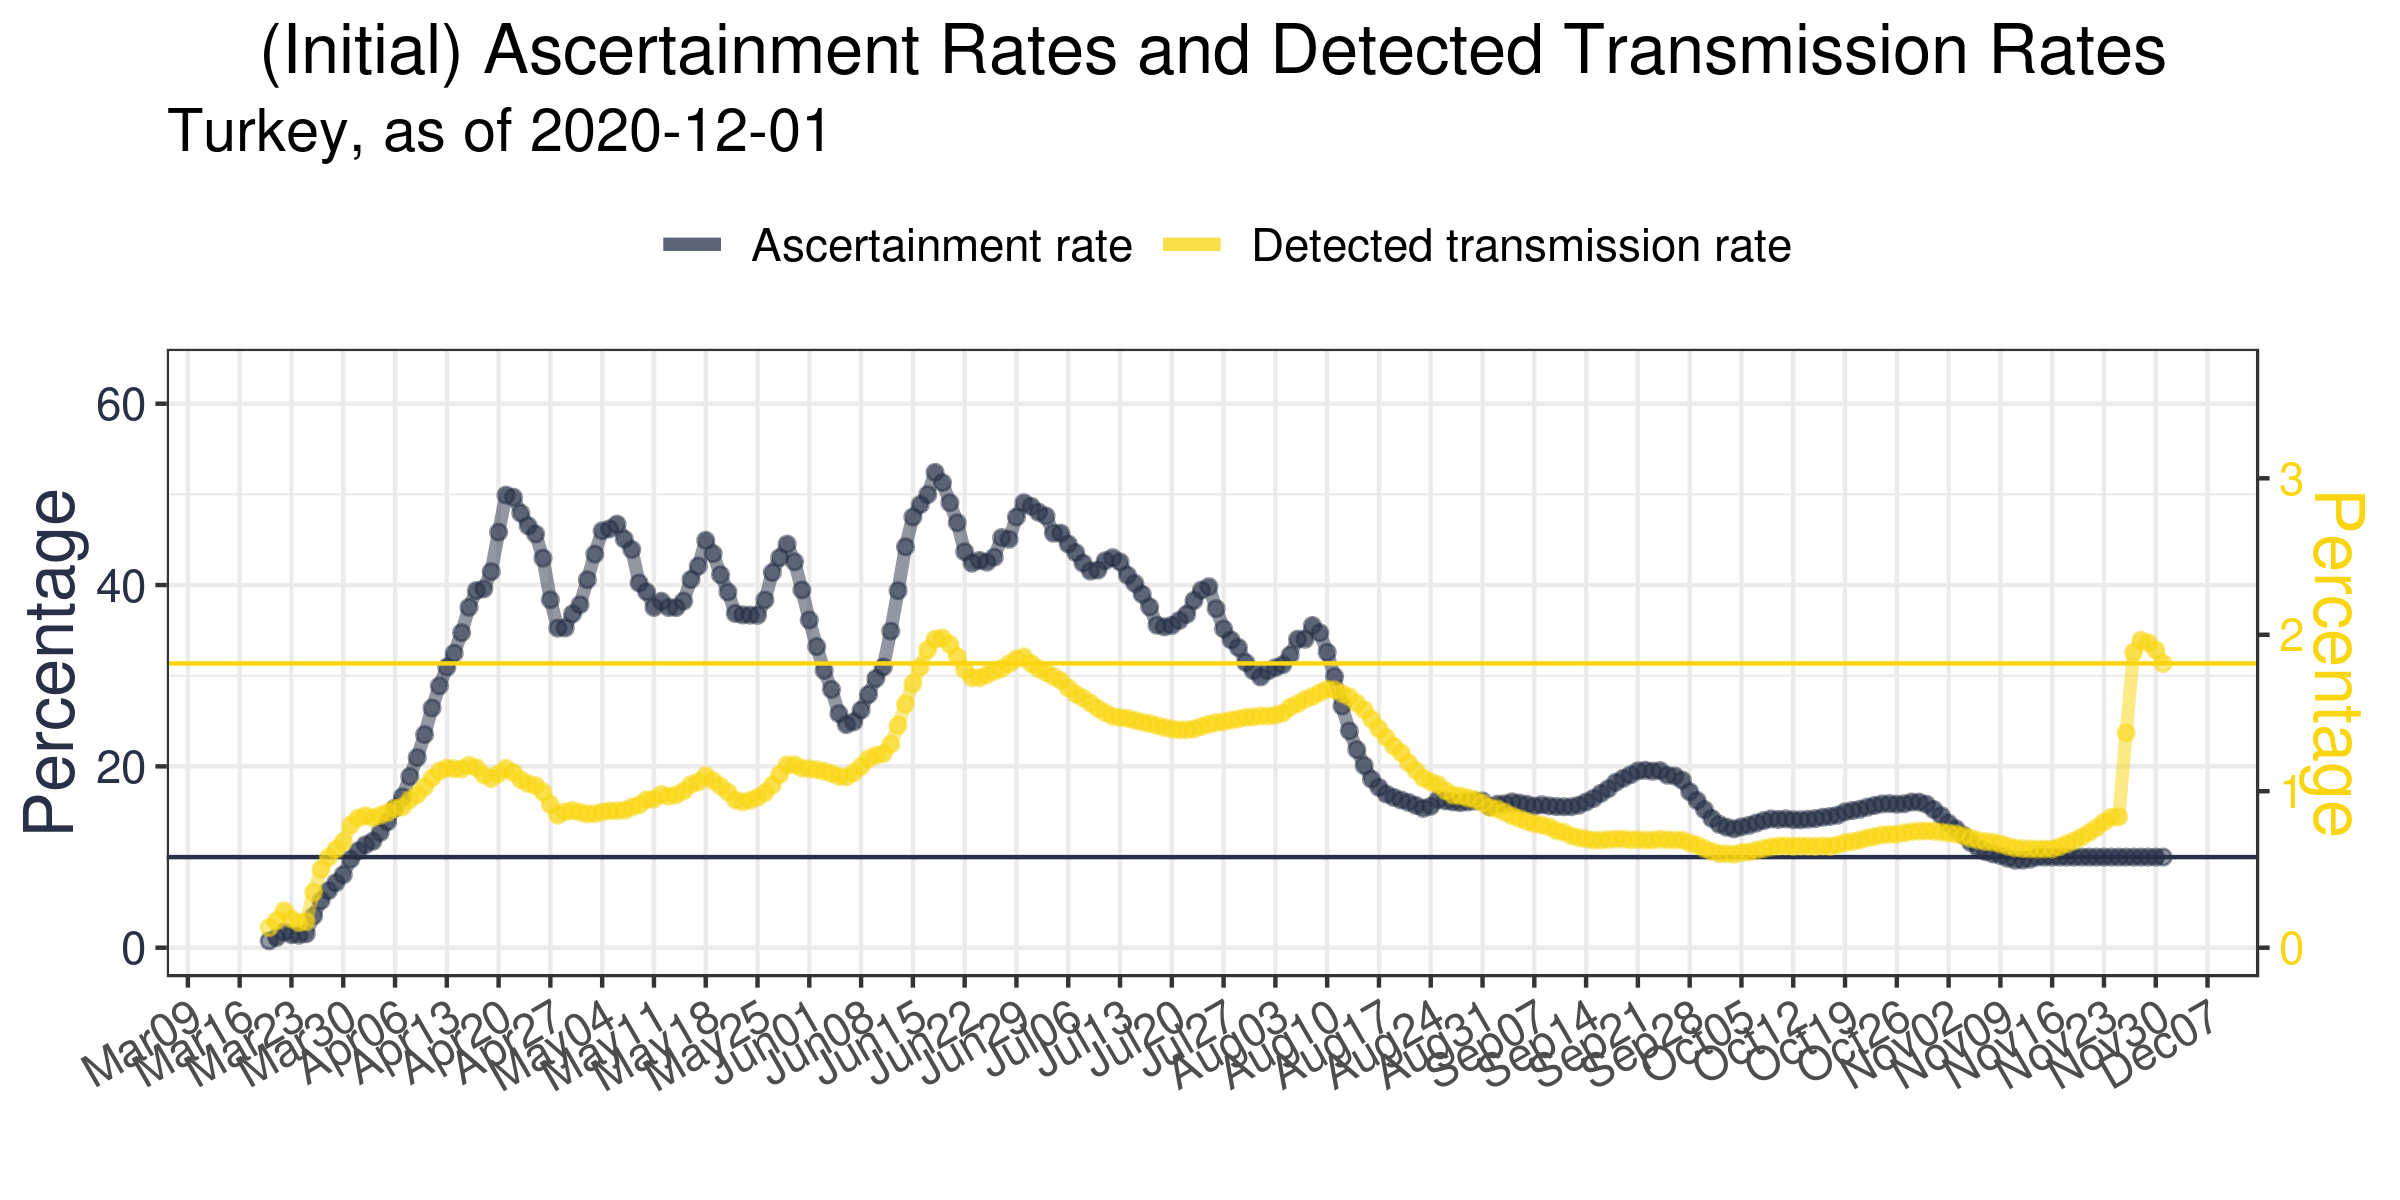 (Initial) Ascertainment Rates and Detected Transmission Rates
Turkey, as of 2020-12-01
Ascertainment rate Detected transmission rate
Percentage
60
40
20
0
3
2
1
0
Percentage
Mar09 Mar16 Mar23 Mar30 Apr06 Apr13 Apr20 Apr27 May04 May11 May18 May25 Jun01 Jun08 Jun15 Jun22 Jun29 Jul06 Jul13 Jul20 Jul27 Aug03 Aug10 Aug17 Aug24 Aug31 Sep07 Sep14 Sep21 Sep28 Oct05 Oct12 Oct19 Oct26 Nov02 Nov09 Nov16 Nov23 Nov30 Dec07